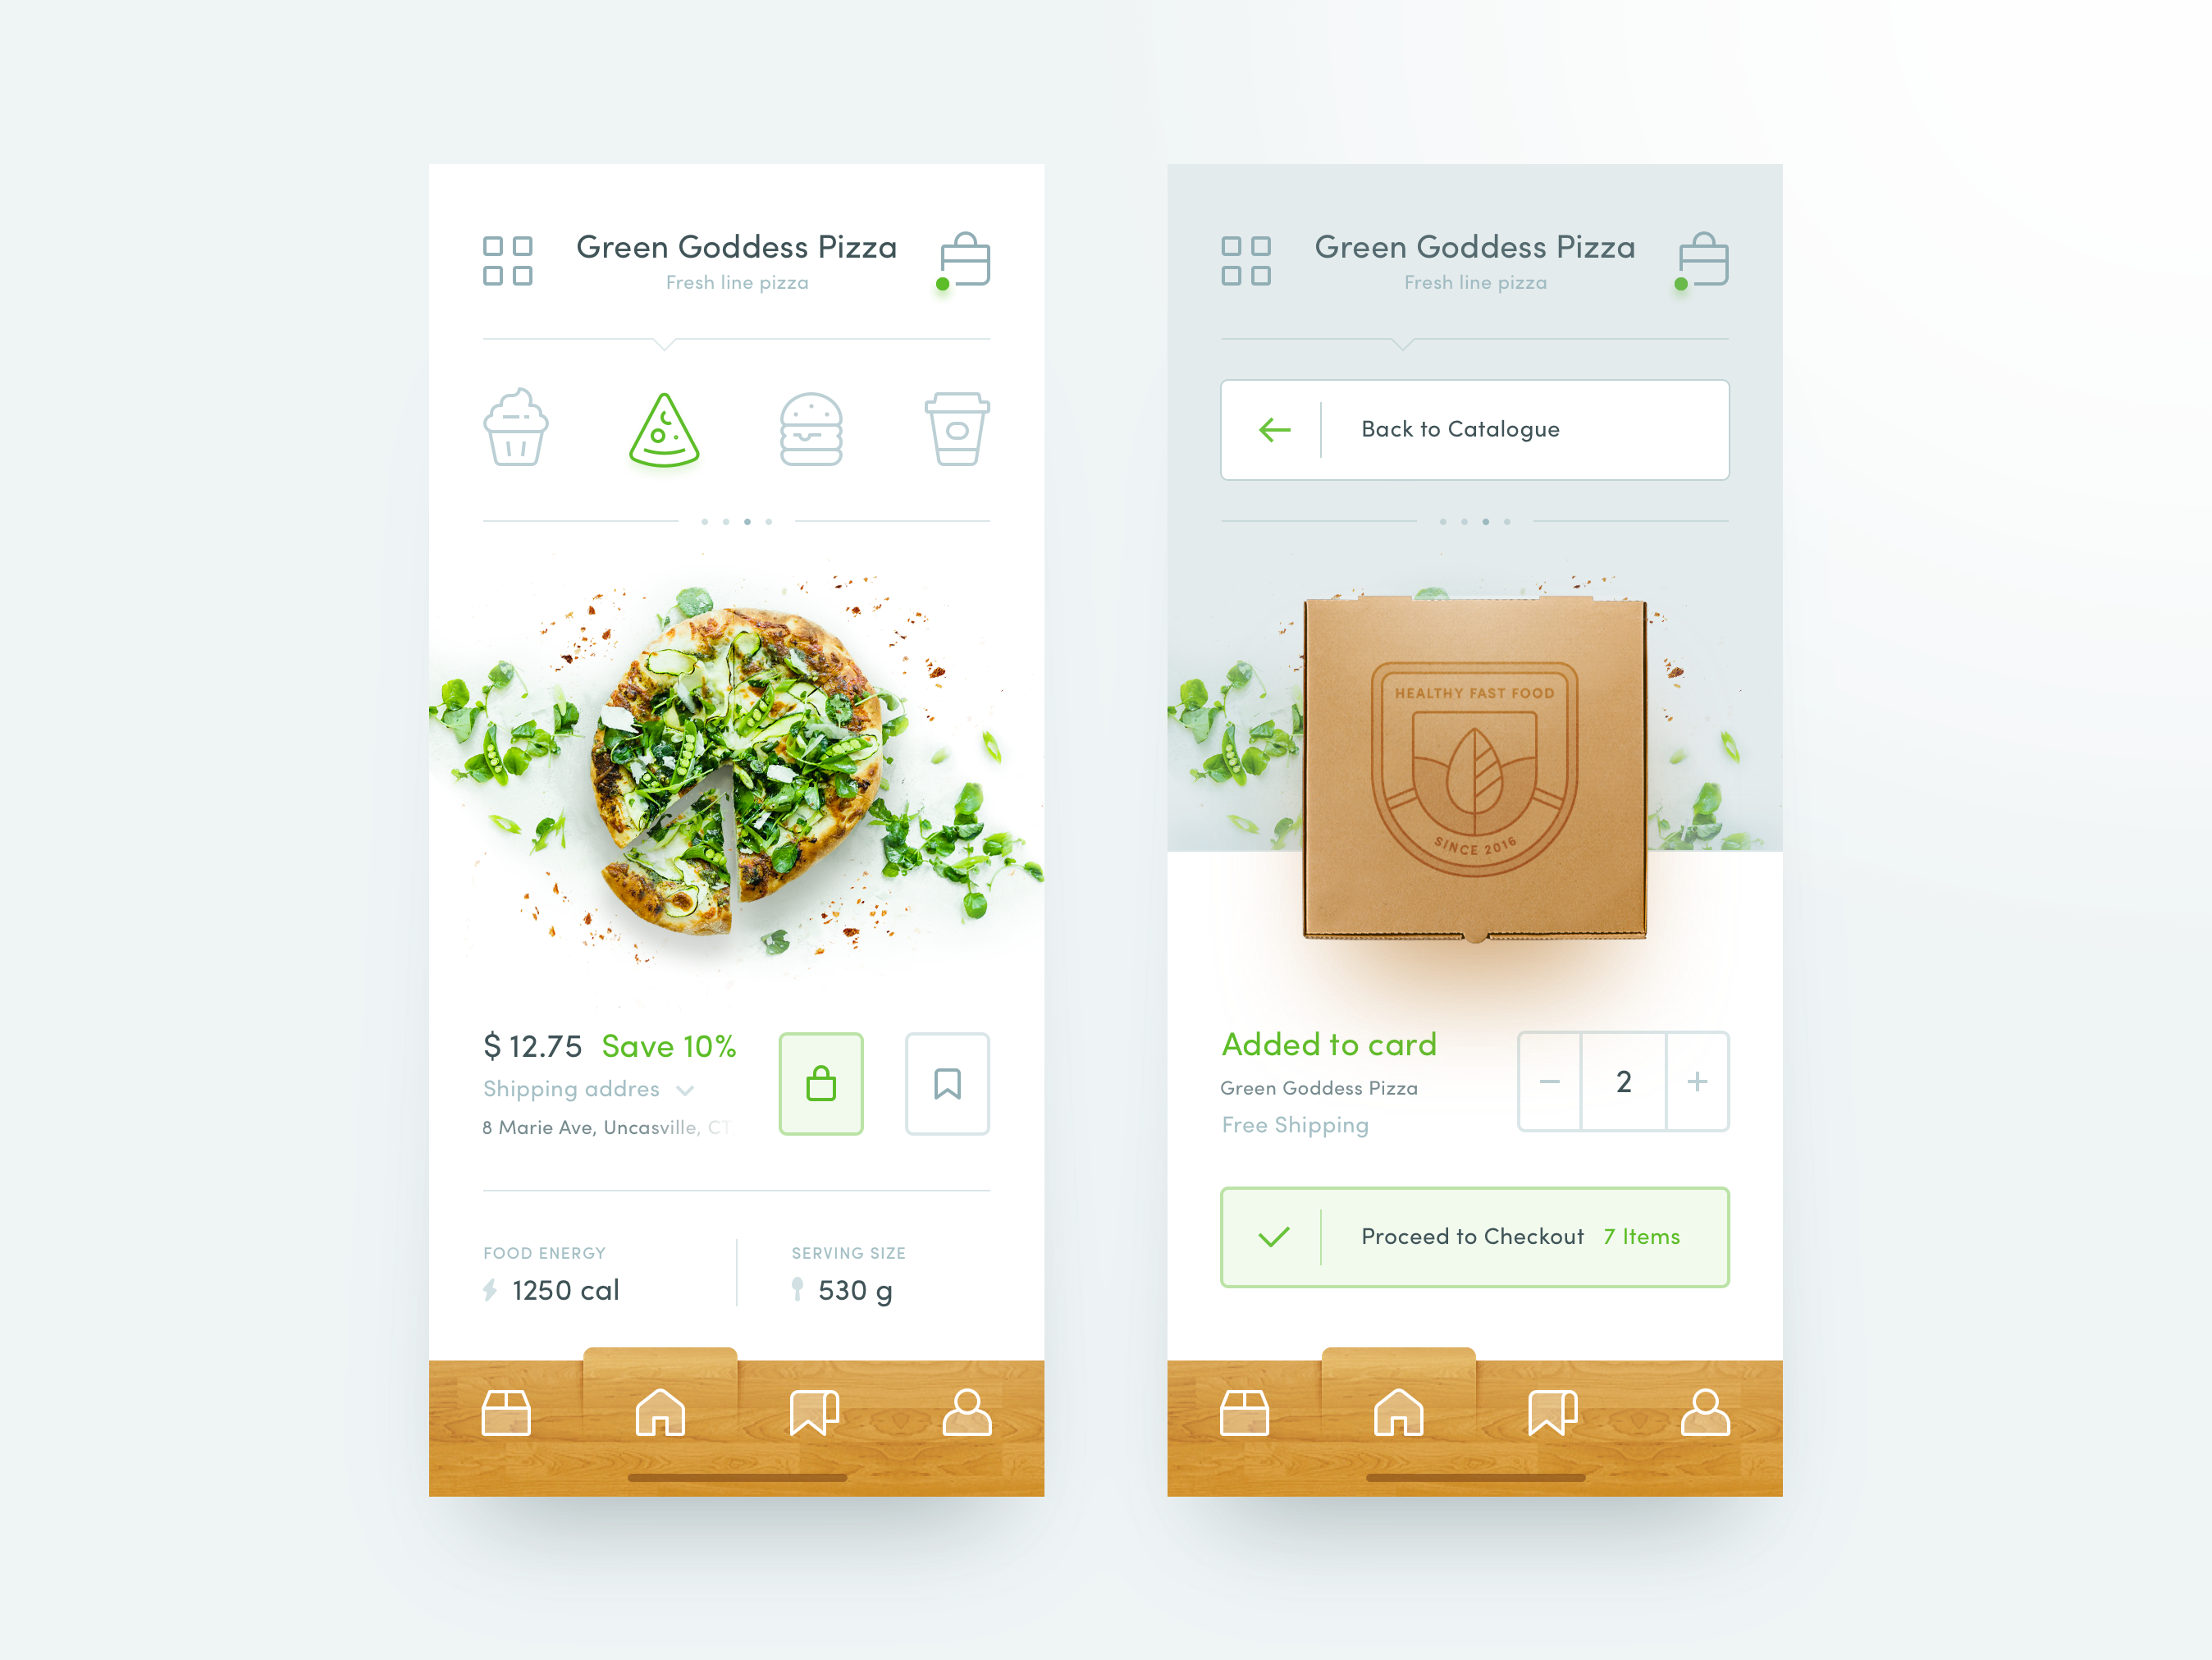 Green Goddess Pizza
Fresh line pizza
$ 12.75 Save 10%
Shipping addres
8 Marie Ave, Uncasville, CT
FOOD ENERGY
1250 cal
SERVING SIZE
530 g
Green Goddess Pizza
Fresh line pizza
Back to Catalogue
HEALTHY FAST FOOD
SINCE 2016
Added to card
Green Goddess Pizza
Free Shipping
2
Proceed to Checkout 7 Items